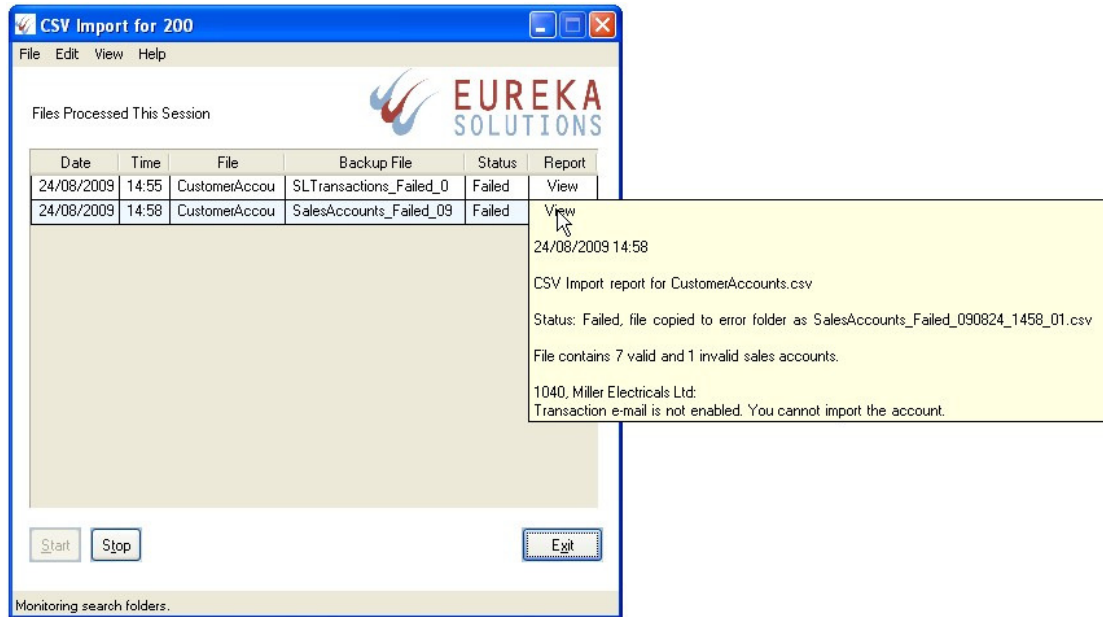 CSV Import for 200
File Edit View Help
EUREKA
SOLUTIONS
Files Processed This Session
Date Time File Backup File Status Report
24/08/2009 14:55 CustomerAccou SLTransactions_Failed_0 Failed View
24/08/2009 14:58 CustomerAccou SalesAccounts_Failed_09 Failed View
24/08/2009 14:58
CSV Import report for CustomerAccounts.csv
Status: Failed, file copied to error folder as SalesAccounts_Failed_090824_1458_01.csv
File contains 7 valid and 1 invalid sales accounts.
1040, Miller Electricals Ltd:
Transaction e-mail is not enabled. You cannot import the account.
Start Stop Exit
Monitoring search folders.